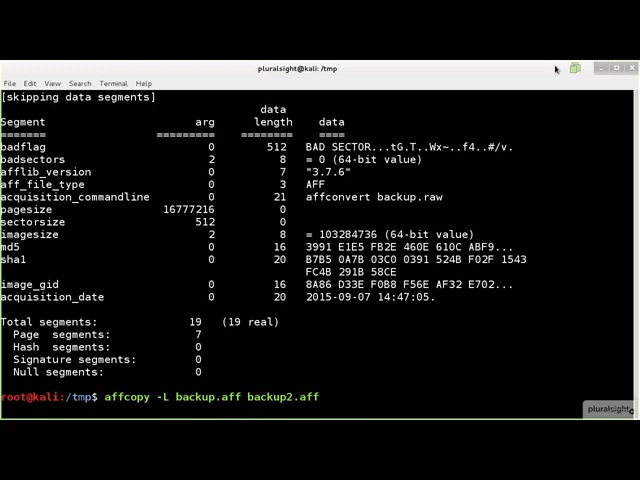 pluralsight@kali: /tmp
File Edit View Search Terminal Help
[skipping data segments]
data
Segment arg length data
======= ========= ======== ====
badflag 0 512 BAD SECTOR...tG.T..Wx~..f4..#/v.
badsectors 2 8 = 0 (64-bit value)
afflib_version 0 7 "3.7.6"
aff_file_type 0 3 AFF
acquisition_commandline 0 21 affconvert backup.raw
pagesize 16777216 0
sectorsize 512 0
imagesize 2 8 = 103284736 (64-bit value)
md5 0 16 3991 E1E5 FB2E 460E 610C ABF9...
sha1 0 20 B7B5 0A7B 03C0 0391 524B F02F 1543
FC4B 291B 58CE
image_gid 0 16 8A86 D33E F0B8 F56E AF32 E702...
acquisition_date 0 20 2015-09-07 14:47:05.
Total segments: 19 (19 real)
Page segments: 7
Hash segments: 0
Signature segments: 0
Null segments: 0
root@kali:/tmp$ affcopy -L backup.aff backup2.aff
pluralsight